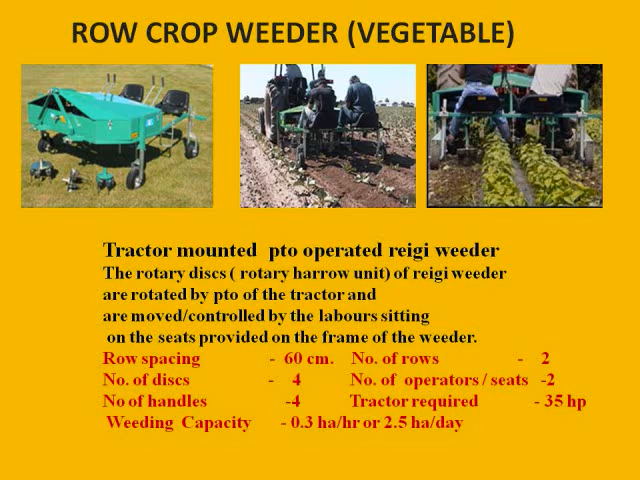 ROW CROP WEEDER (VEGETABLE)
Tractor mounted pto operated reigi weeder
The rotary discs ( rotary harrow unit) of reigi weeder
are rotated by pto of the tractor and
are moved/controlled by the labours sitting
on the seats provided on the frame of the weeder.
Row spacing - 60 cm. No. of rows - 2
No. of discs - 4 No. of operators / seats -2
No of handles -4 Tractor required - 35 hp
Weeding Capacity - 0.3 ha/hr or 2.5 ha/day